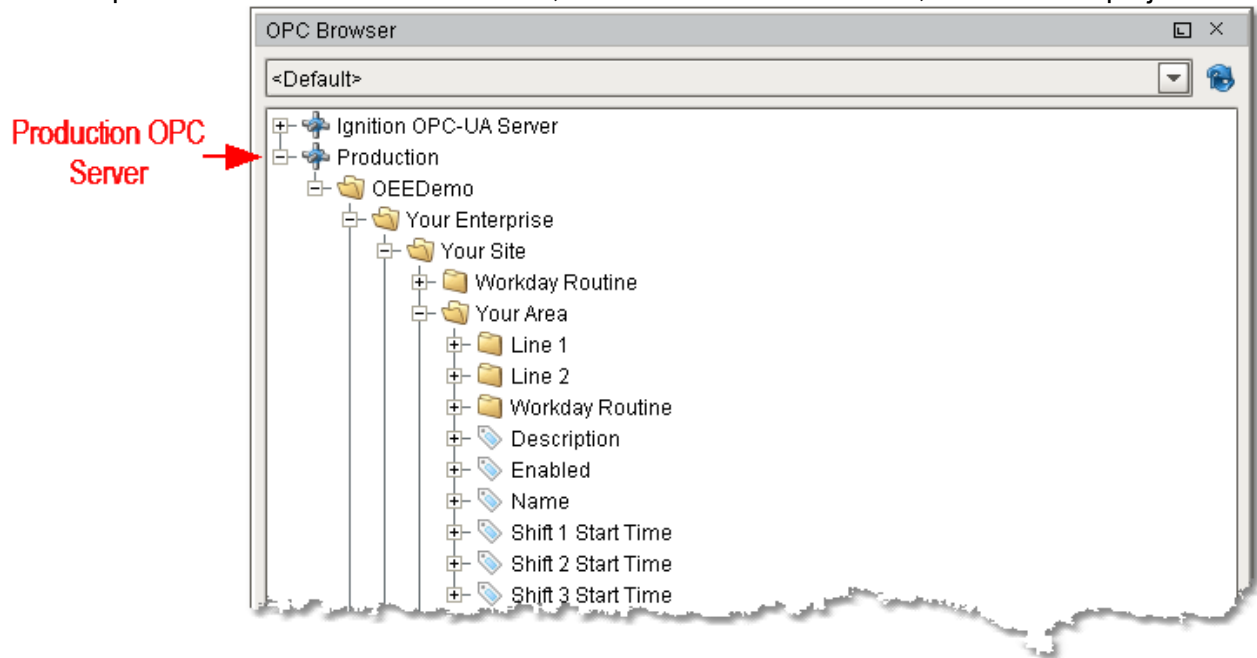 OPC Browser
<Default>
Production OPC
Server
Ignition OPC-UA Server
Production
OEEDemo
Your Enterprise
Your Site
Workday Routine
Your Area
Line 1
Line 2
Workday Routine
Description
Enabled
Name
Shift 1 Start Time
Shift 2 Start Time
Shift 3 Start Time